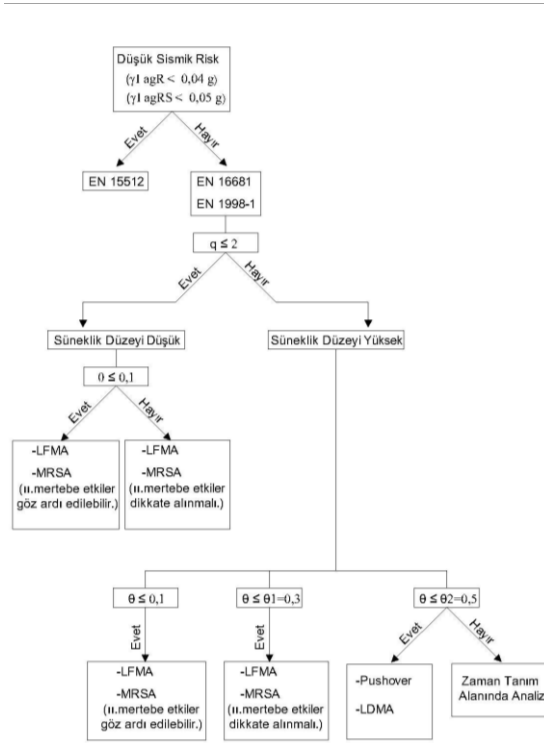 Düşük Sismik Risk
(γI agR < 0,04 g)
(γI agRS < 0,05 g)
Evet
Hayır
EN 15512
EN 16681
EN 1998-1
q ≤ 2
Evet
Hayır
Süneklik Düzeyi Düşük
Süneklik Düzeyi Yüksek
θ ≤ 0,1
Evet
Hayır
-LFMA
-MRSA
(ıı.mertebe etkiler
göz ardı edilebilir.)
-LFMA
-MRSA
(ıı.mertebe etkiler
dikkate alınmalı.)
θ ≤ 0,1
θ ≤ θ1=0,3
θ ≤ θ2=0,5
Evet
Evet
Evet
Hayır
-LFMA
-MRSA
(ıı.mertebe etkiler
göz ardı edilebilir.)
-LFMA
-MRSA
(ıı.mertebe etkiler
dikkate alınmalı.)
-Pushover
-LDMA
Zaman Tanım
Alanında Analiz